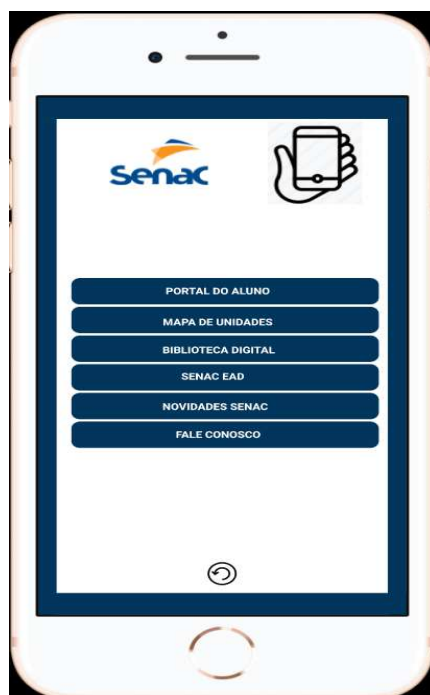 senac
PORTAL DO ALUNO
MAPA DE UNIDADES
BIBLIOTECA DIGITAL
SENAC EAD
NOVIDADES SENAC
FALE CONOSCO